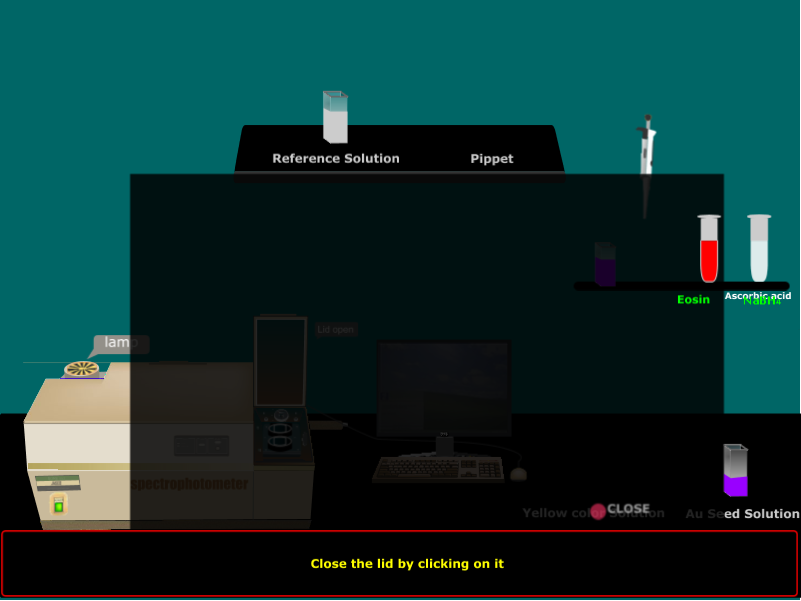 Reference Solution
Pippet
Ascorbic acid
Eosin
lamp
Lid open
spectrophotometer
CLOSE
Yellow color Solution
Au Seed Solution
Close the lid by clicking on it